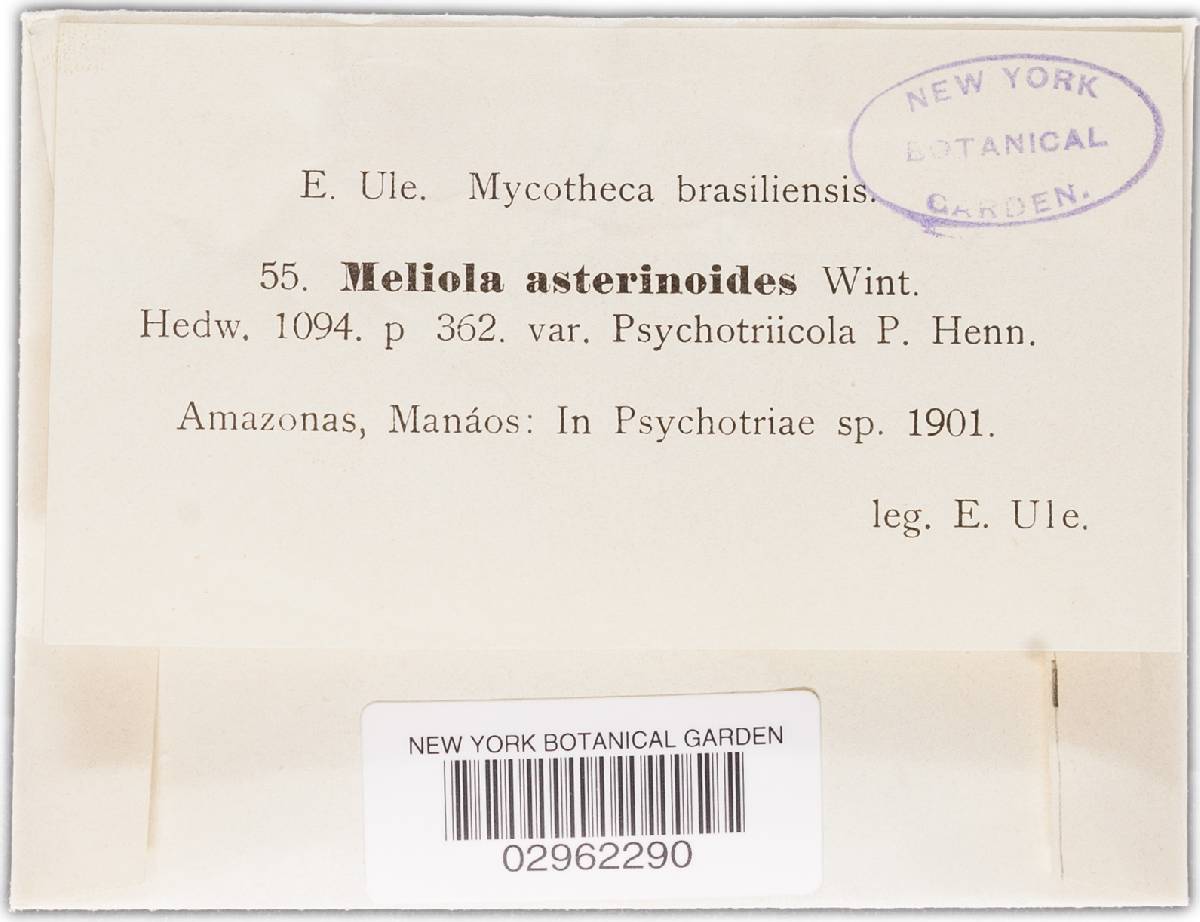 NEW YORK
BOTANICAL
GARDEN.
E. Ule. Mycotheca brasiliensis.
55. Meliola asterinoides Wint.
Hedw. 1094. p 362. var. Psychotriicola P. Henn.
Amazonas, Manáos: In Psychotriae sp. 1901.
leg. E. Ule.
NEW YORK BOTANICAL GARDEN
02962290